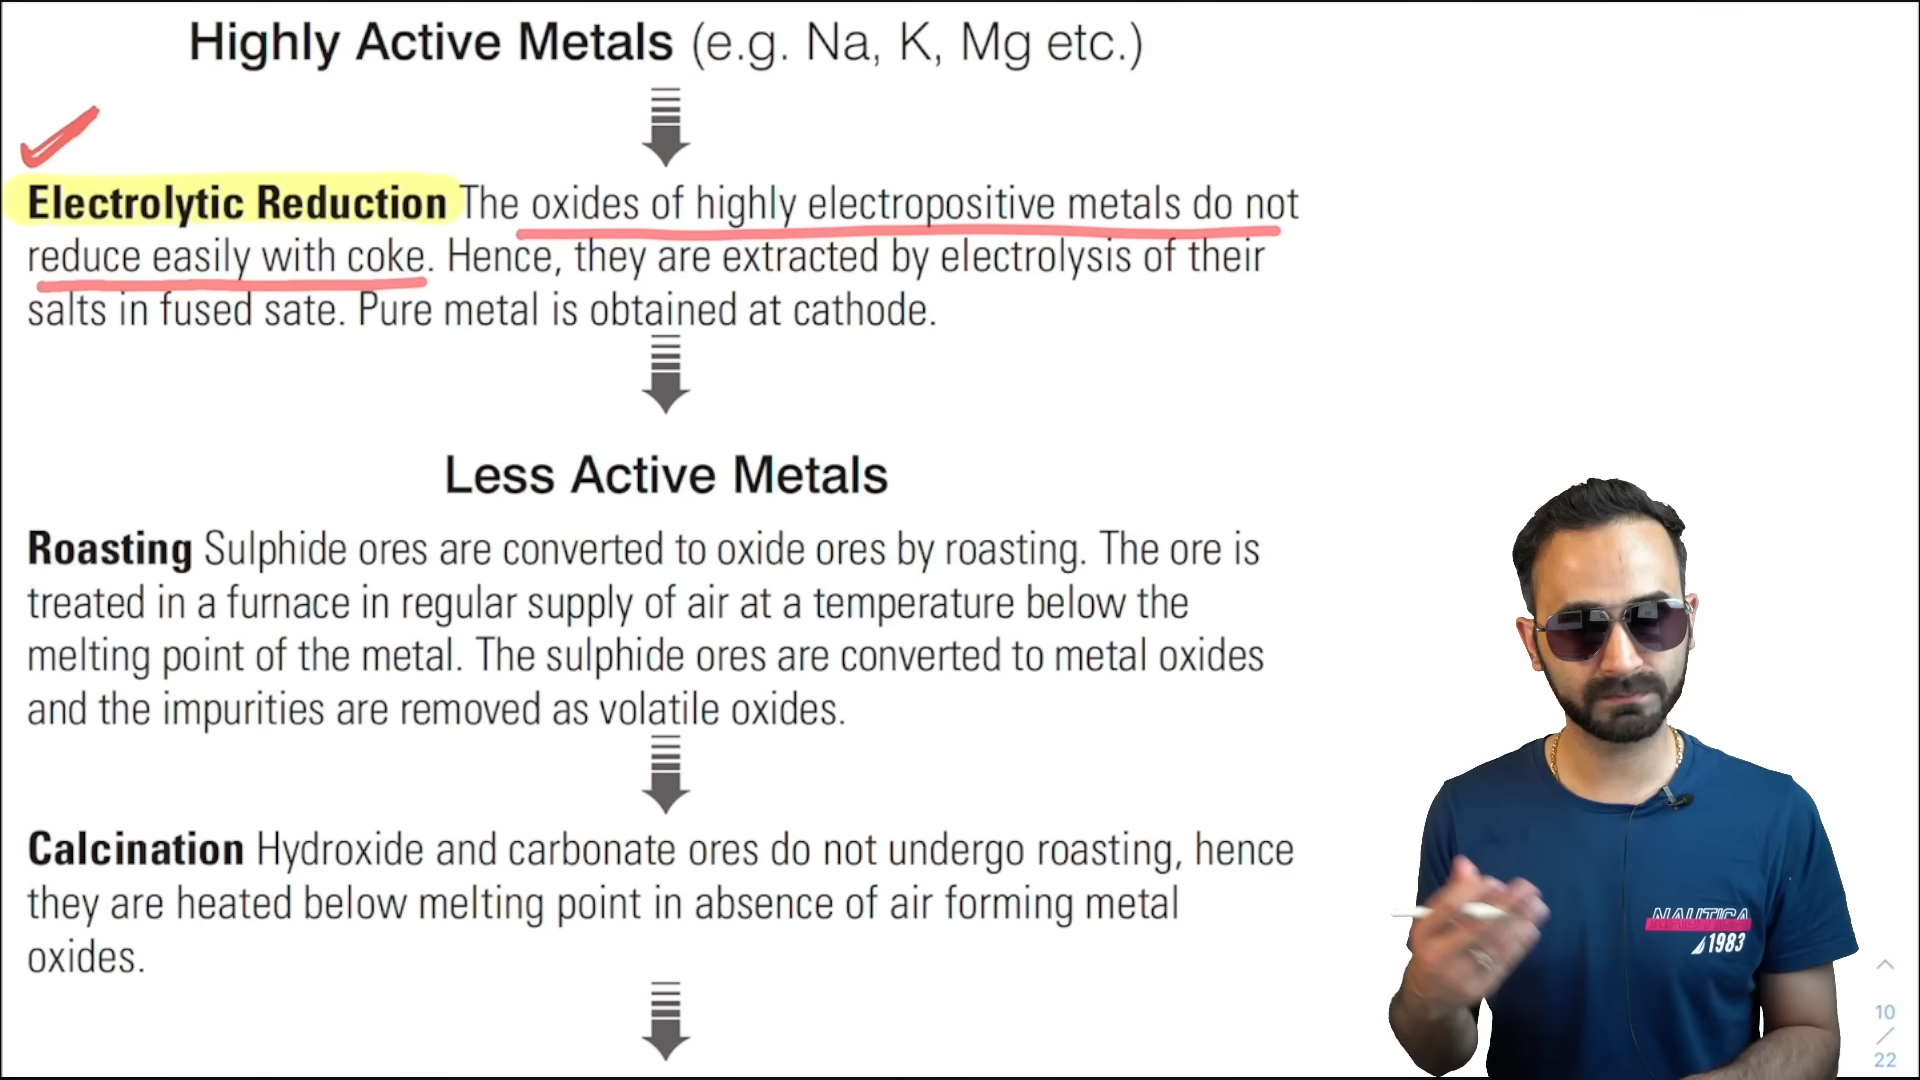 Highly Active Metals (e.g. Na, K, Mg etc.)
Electrolytic Reduction The oxides of highly electropositive metals do not
reduce easily with coke. Hence, they are extracted by electrolysis of their
salts in fused sate. Pure metal is obtained at cathode.
Less Active Metals
Roasting Sulphide ores are converted to oxide ores by roasting. The ore is
treated in a furnace in regular supply of air at a temperature below the
melting point of the metal. The sulphide ores are converted to metal oxides
and the impurities are removed as volatile oxides.
Calcination Hydroxide and carbonate ores do not undergo roasting, hence
they are heated below melting point in absence of air forming metal
oxides.
NAUTICA
1983
10
/
22